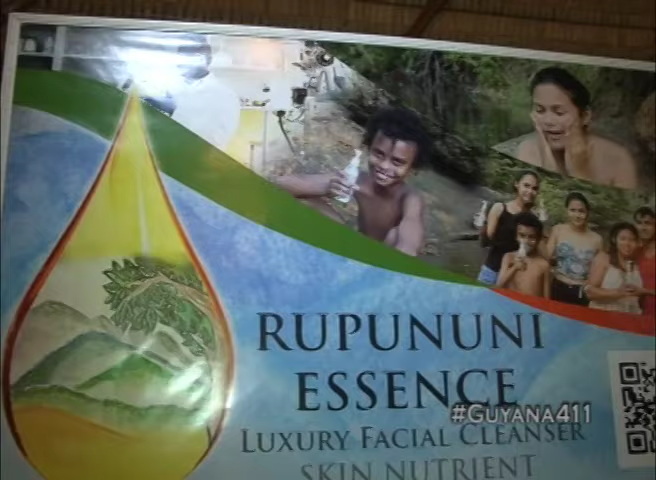 RUPUNUNI
ESSENCE
#GUYANA411
LUXURY FACIAL CLEANSER
SKIN NUTRIENT